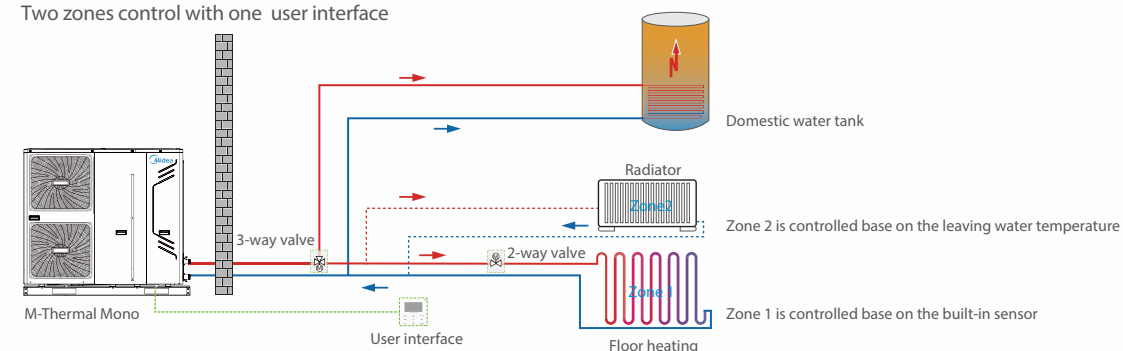 Two zones control with one user interface
Domestic water tank
Radiator
Zone2
Zone 2 is controlled base on the leaving water temperature
3-way valve
2-way valve
Midea
Zone 1
Zone 1 is controlled base on the built-in sensor
M-Thermal Mono
User interface
Floor heating